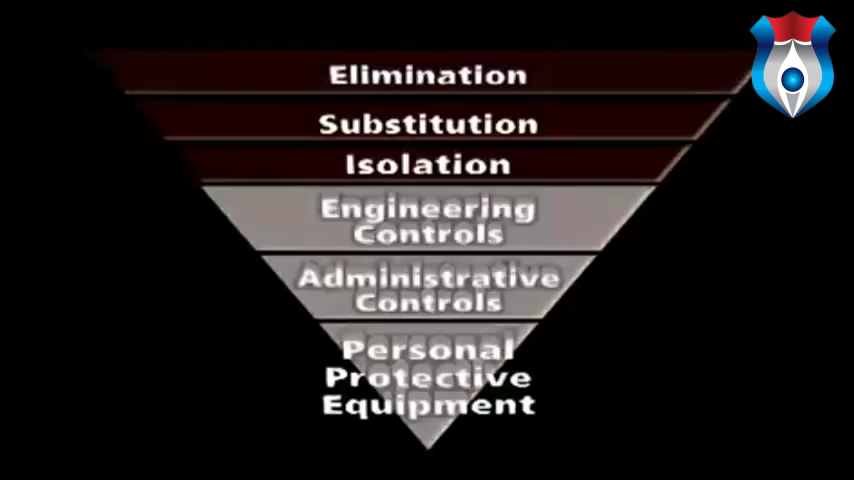 Elimination
Substitution
Isolation
Engineering
Controls
Administrative
Controls
Personal
Protective
Equipment